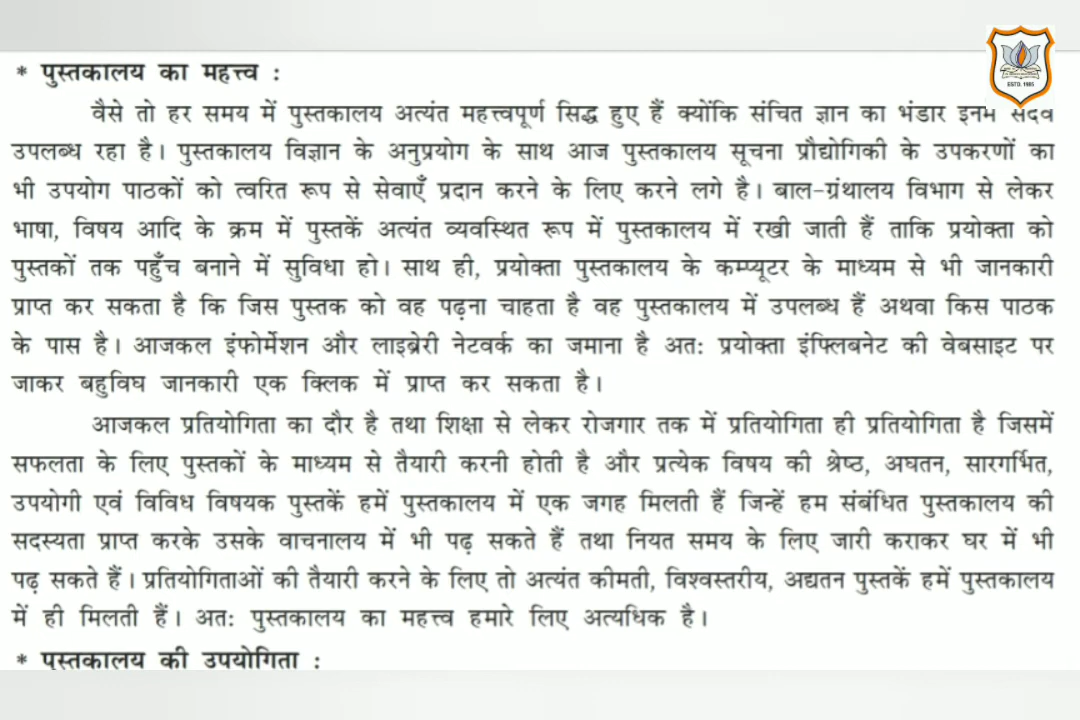 * पुस्तकालय का महत्त्व :
वैसे तो हर समय में पुस्तकालय अत्यंत महत्त्वपूर्ण सिद्ध हुए हैं क्योंकि संचित ज्ञान का भंडार इनमें सदैव
उपलब्ध रहा है। पुस्तकालय विज्ञान के अनुप्रयोग के साथ आज पुस्तकालय सूचना प्रौद्योगिकी के उपकरणों का
भी उपयोग पाठकों को त्वरित रूप से सेवाएँ प्रदान करने के लिए करने लगे है। बाल-ग्रंथालय विभाग से लेकर
भाषा, विषय आदि के क्रम में पुस्तकें अत्यंत व्यवस्थित रूप में पुस्तकालय में रखी जाती हैं ताकि प्रयोक्ता को
पुस्तकों तक पहुँच बनाने में सुविधा हो। साथ ही, प्रयोक्ता पुस्तकालय के कम्प्यूटर के माध्यम से भी जानकारी
प्राप्त कर सकता है कि जिस पुस्तक को वह पढ़ना चाहता है वह पुस्तकालय में उपलब्ध हैं अथवा किस पाठक
के पास है। आजकल इंफोर्मेशन और लाइब्रेरी नेटवर्क का जमाना है अत: प्रयोक्ता इंफ्लिबनेट की वेबसाइट पर
जाकर बहुविघ जानकारी एक क्लिक में प्राप्त कर सकता है।
आजकल प्रतियोगिता का दौर है तथा शिक्षा से लेकर रोजगार तक में प्रतियोगिता ही प्रतियोगिता है जिसमें
सफलता के लिए पुस्तकों के माध्यम से तैयारी करनी होती है और प्रत्येक विषय की श्रेष्ठ, अघतन, सारगर्भित,
उपयोगी एवं विविध विषयक पुस्तकें हमें पुस्तकालय में एक जगह मिलती हैं जिन्हें हम संबंधित पुस्तकालय की
सदस्यता प्राप्त करके उसके वाचनालय में भी पढ़ सकते हैं तथा नियत समय के लिए जारी कराकर घर में भी
पढ़ सकते हैं। प्रतियोगिताओं की तैयारी करने के लिए तो अत्यंत कीमती, विश्वस्तरीय, अद्यतन पुस्तकें हमें पुस्तकालय
में ही मिलती हैं। अत: पुस्तकालय का महत्त्व हमारे लिए अत्यधिक है।
* पुस्तकालय की उपयोगिता :
ESTD. 1985